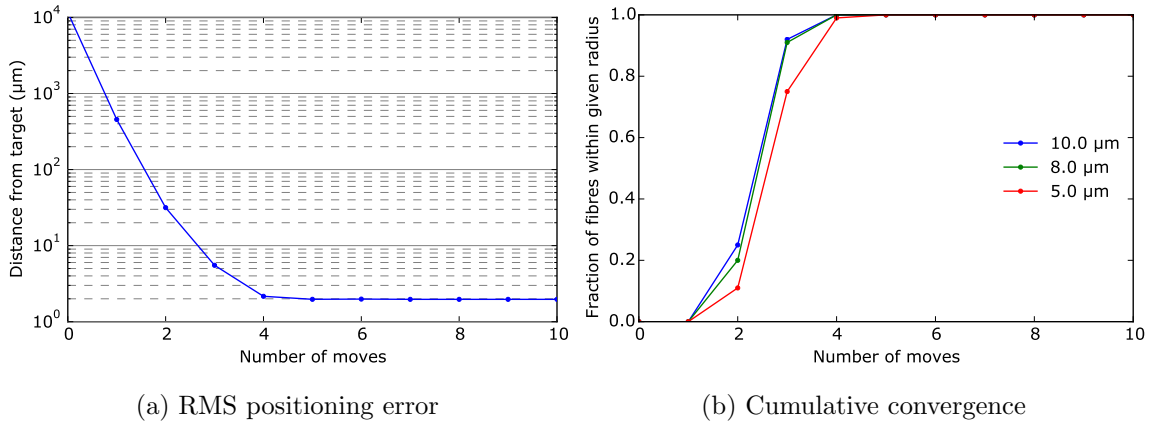 10^4
10^3
10^2
10^1
10^0
Distance from target (μm)
0 2 4 6 8 10
Number of moves
(a) RMS positioning error
1.0
0.8
0.6
0.4
0.2
0.0
Fraction of fibres within given radius
10.0 μm
8.0 μm
5.0 μm
0 2 4 6 8 10
Number of moves
(b) Cumulative convergence